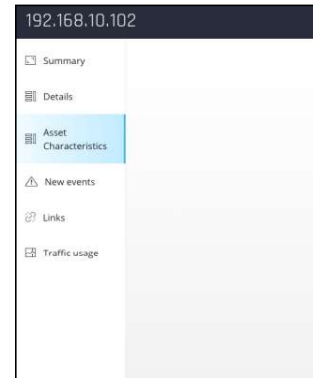 192.168.10.102
Summary
Details
Asset
Characteristics
New events
Links
Traffic usage